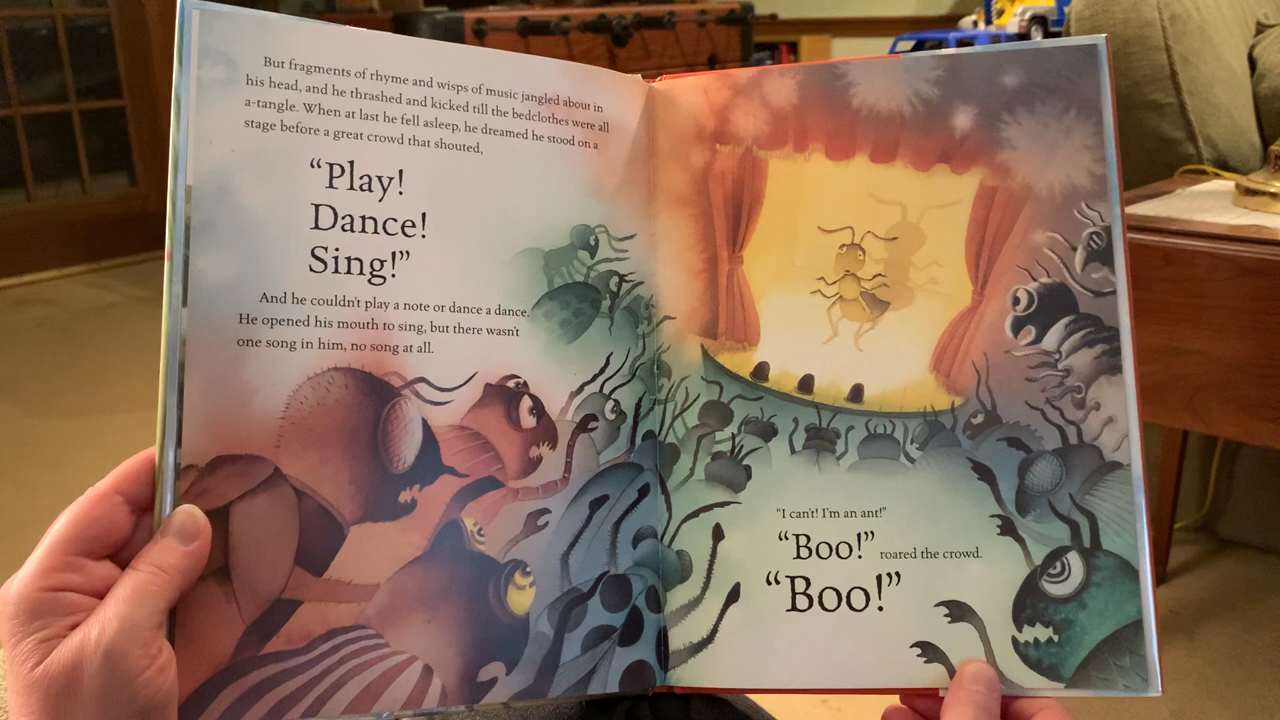 But fragments of rhyme and wisps of music jangled about in
his head, and he thrashed and kicked till the bedclothes were all
a-tangle. When at last he fell asleep, he dreamed he stood on a
stage before a great crowd that shouted,
“Play!
Dance!
Sing!”
And he couldn’t play a note or dance a dance.
He opened his mouth to sing, but there wasn’t
one song in him, no song at all.
“I can’t! I’m an ant!”
“Boo!” roared the crowd.
“Boo!”